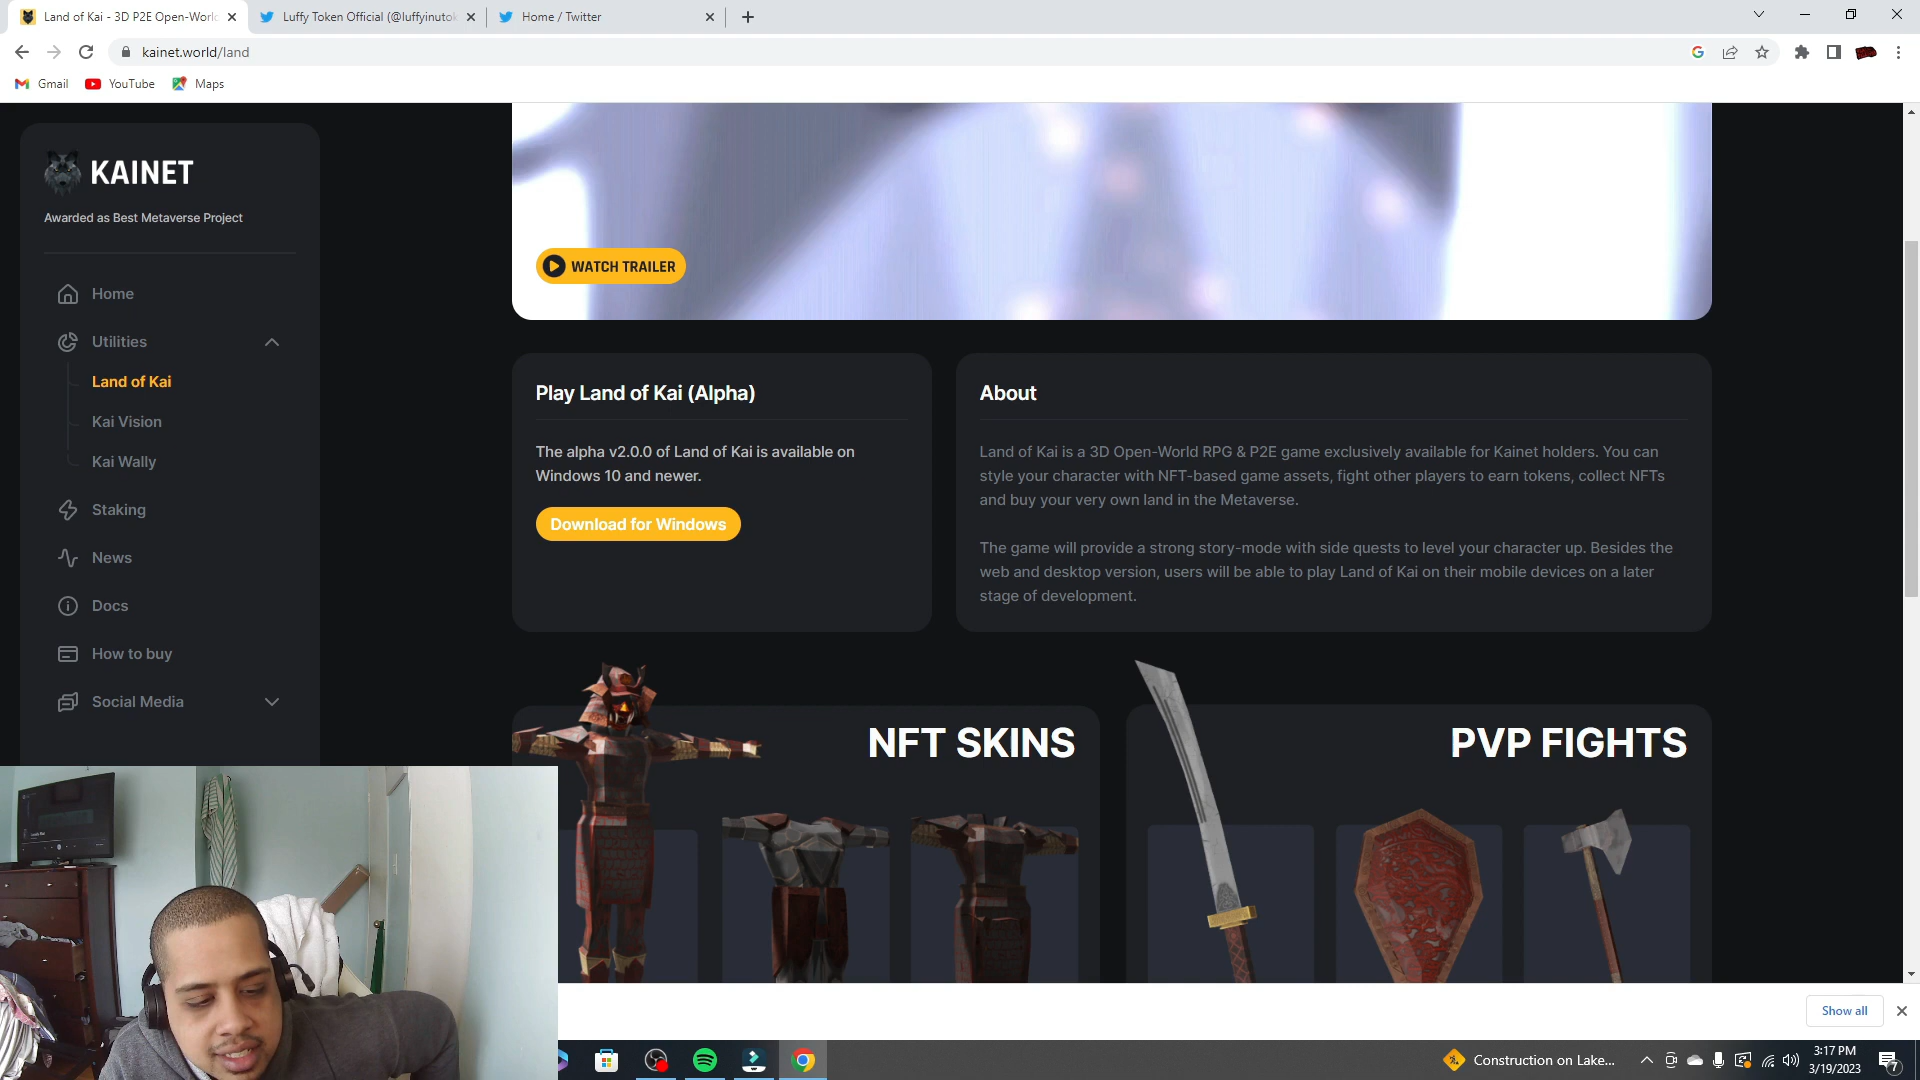 Land of Kai - 3D P2E Open-World
Luffy Token Official (@luffyinutok
Home / Twitter
kainet.world/land
Gmail
YouTube
Maps
KAINET
Awarded as Best Metaverse Project
Home
Utilities
Land of Kai
Kai Vision
Kai Wally
Staking
News
Docs
How to buy
Social Media
WATCH TRAILER
Play Land of Kai (Alpha)
The alpha v2.0.0 of Land of Kai is available on
Windows 10 and newer.
Download for Windows
About
Land of Kai is a 3D Open-World RPG & P2E game exclusively available for Kainet holders. You can
style your character with NFT-based game assets, fight other players to earn tokens, collect NFTs
and buy your very own land in the Metaverse.
The game will provide a strong story-mode with side quests to level your character up. Besides the
web and desktop version, users will be able to play Land of Kai on their mobile devices on a later
stage of development.
NFT SKINS
PVP FIGHTS
Show all
Construction on Lake...
3:17 PM
3/19/2023
7